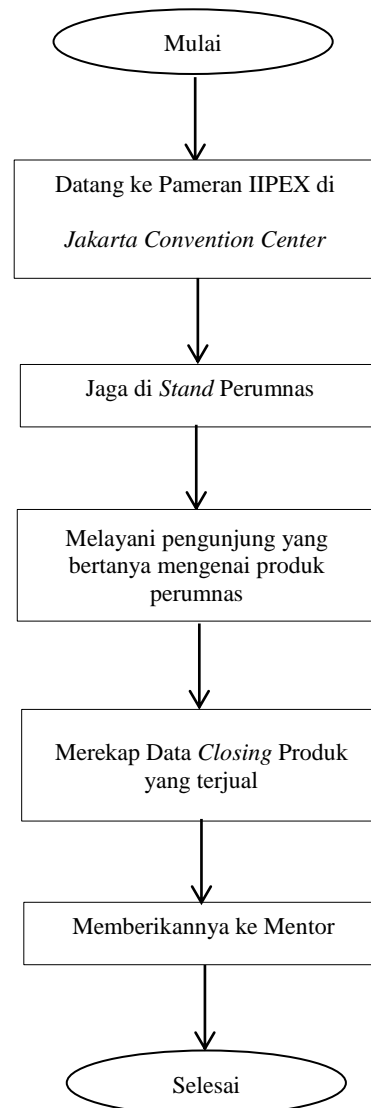 Mulai
Datang ke Pameran IIPEX di
Jakarta Convention Center
Jaga di Stand Perumnas
Melayani pengunjung yang
bertanya mengenai produk
perumnas
Merekap Data Closing Produk
yang terjual
Memberikannya ke Mentor
Selesai